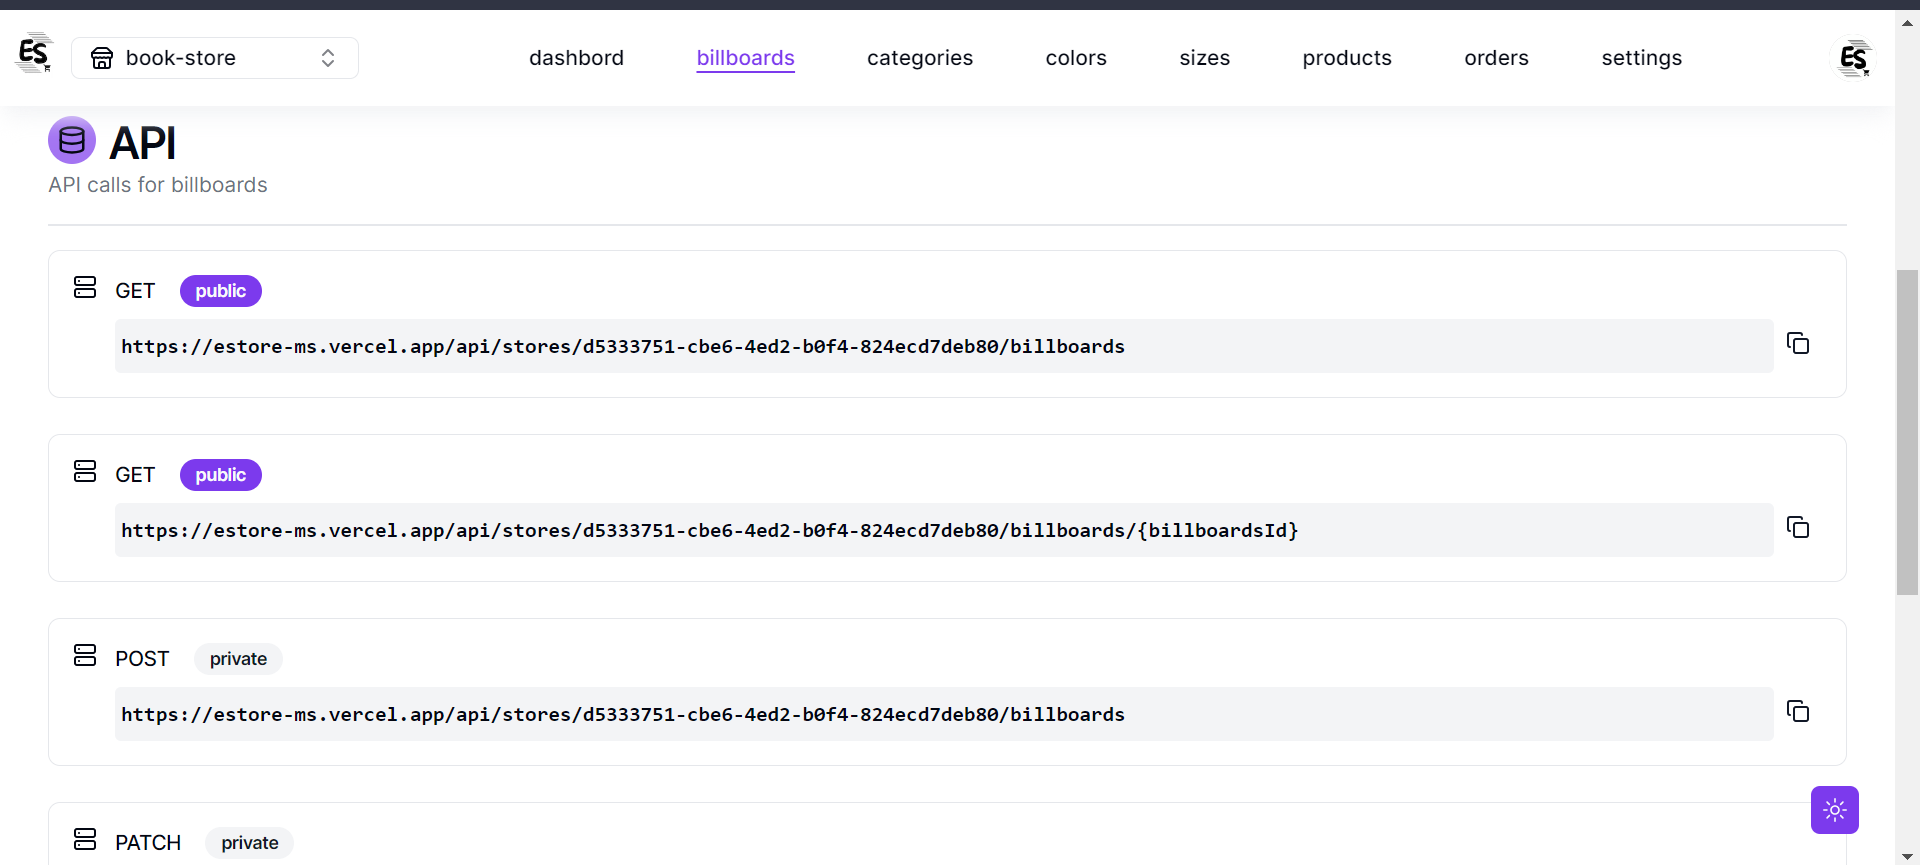 ES book-store dashbord billboards categories colors sizes products orders settings ES
API
API calls for billboards
GET public
https://estore-ms.vercel.app/api/stores/d5333751-cbe6-4ed2-b0f4-824ecd7deb80/billboards
GET public
https://estore-ms.vercel.app/api/stores/d5333751-cbe6-4ed2-b0f4-824ecd7deb80/billboards/{billboardsId}
POST private
https://estore-ms.vercel.app/api/stores/d5333751-cbe6-4ed2-b0f4-824ecd7deb80/billboards
PATCH private